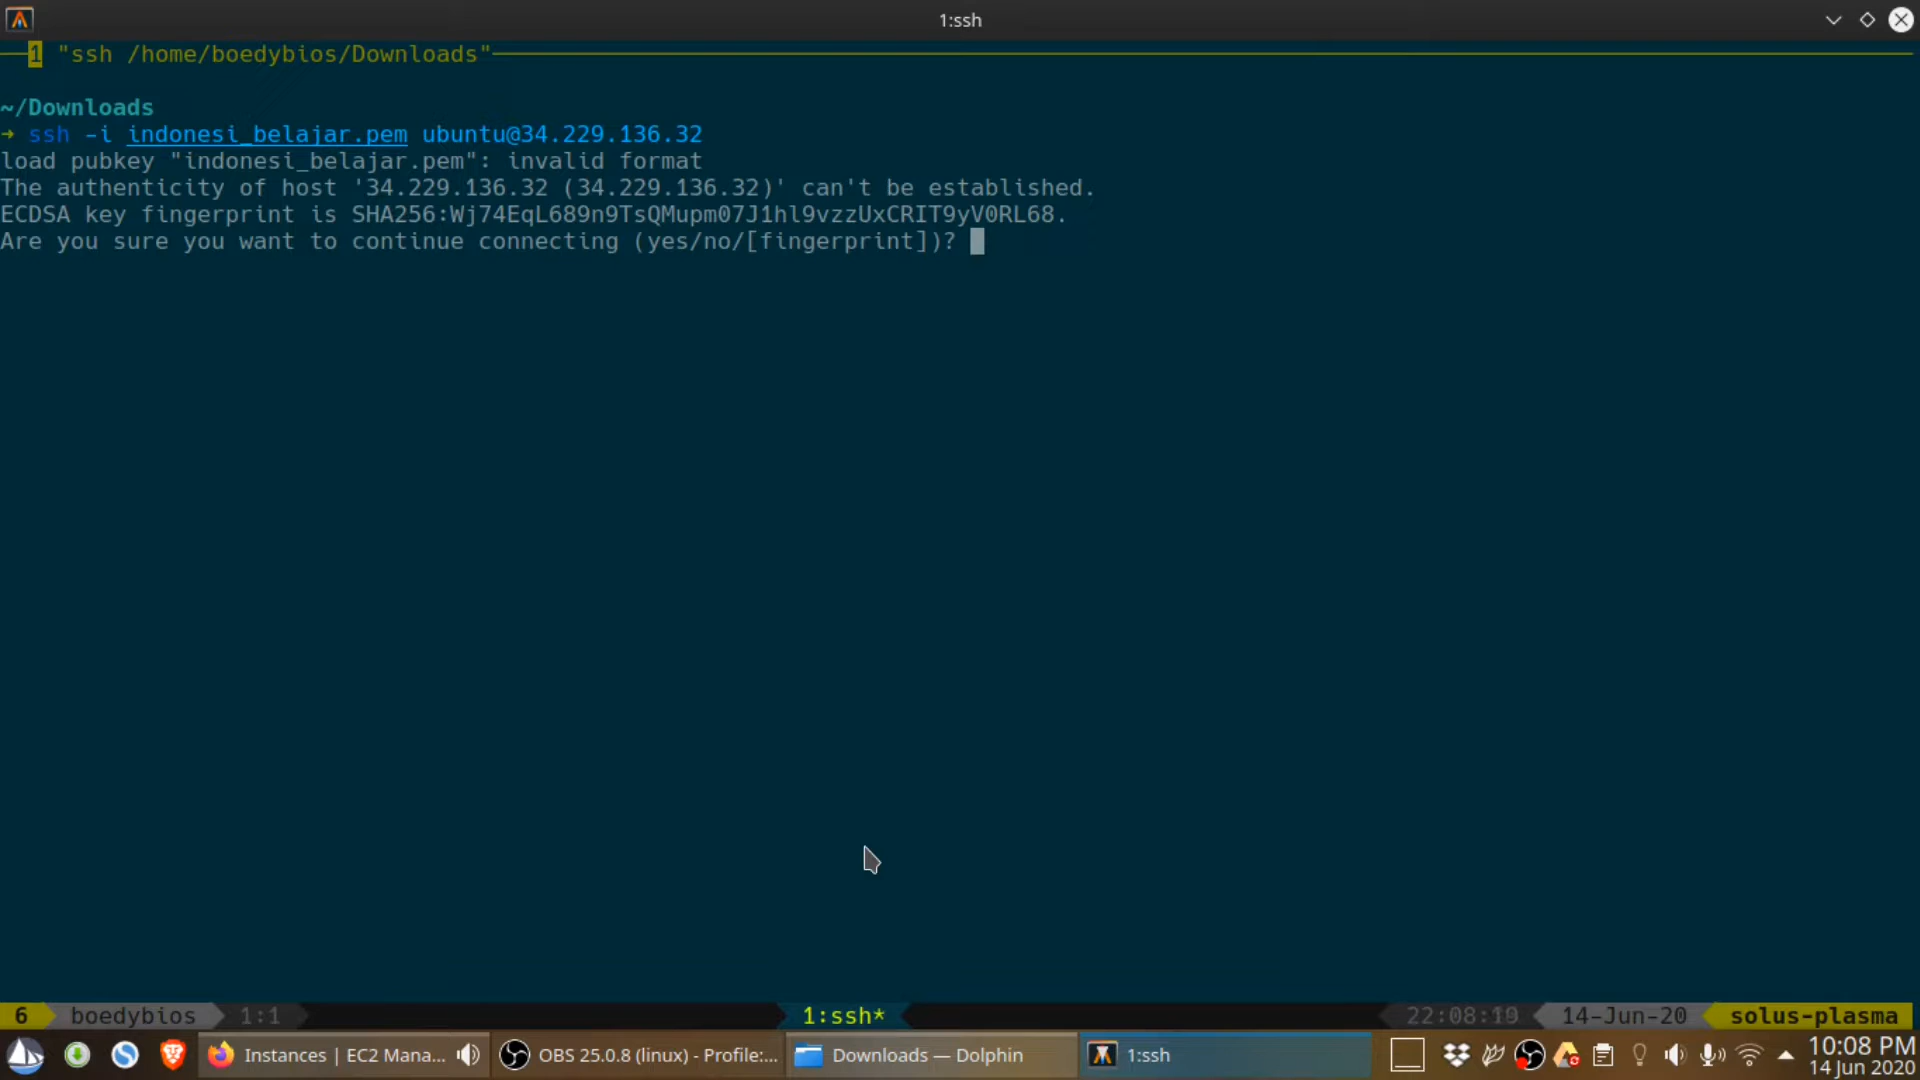 1:ssh
1 "ssh /home/boedybios/Downloads"
~/Downloads
→ ssh -i indonesi_belajar.pem ubuntu@34.229.136.32
load pubkey "indonesi_belajar.pem": invalid format
The authenticity of host '34.229.136.32 (34.229.136.32)' can't be established.
ECDSA key fingerprint is SHA256:Wj74EqL689n9TsQMupm07J1hl9vzzUxCRIT9yV0RL68.
Are you sure you want to continue connecting (yes/no/[fingerprint])?
6 boedybios 1:1 1:ssh* 14-Jun-20 solus-plasma
Instances | EC2 Mana... OBS 25.0.8 (linux) - Profile:... Downloads — Dolphin 1:ssh 10:08 PM
14 Jun 2020